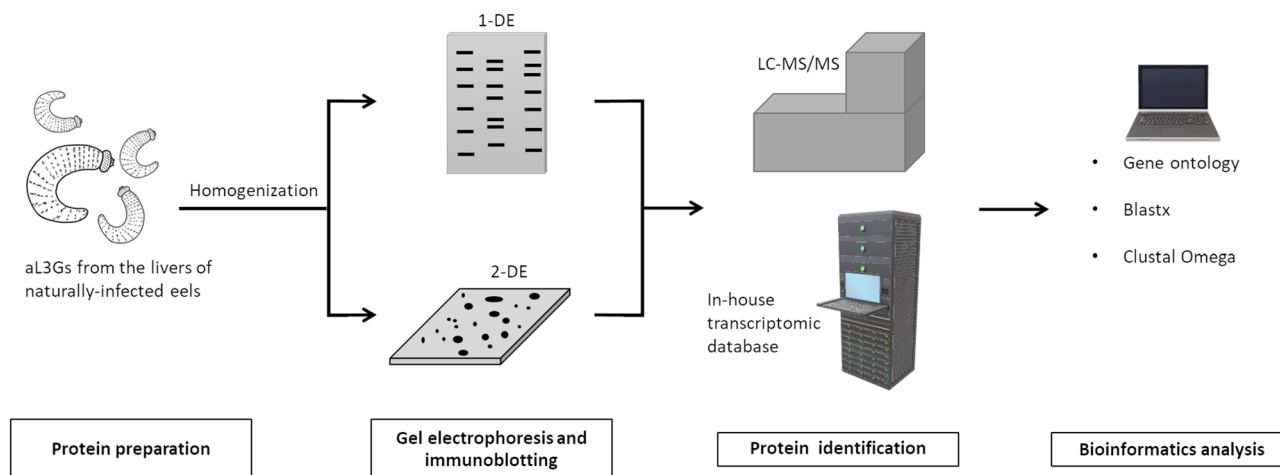 1-DE
LC-MS/MS
Homogenization
Gene ontology
Blastx
Clustal Omega
aL3Gs from the livers of
naturally-infected eels
2-DE
In-house
transcriptomic
database
Protein preparation
Gel electrophoresis and
immunoblotting
Protein identification
Bioinformatics analysis